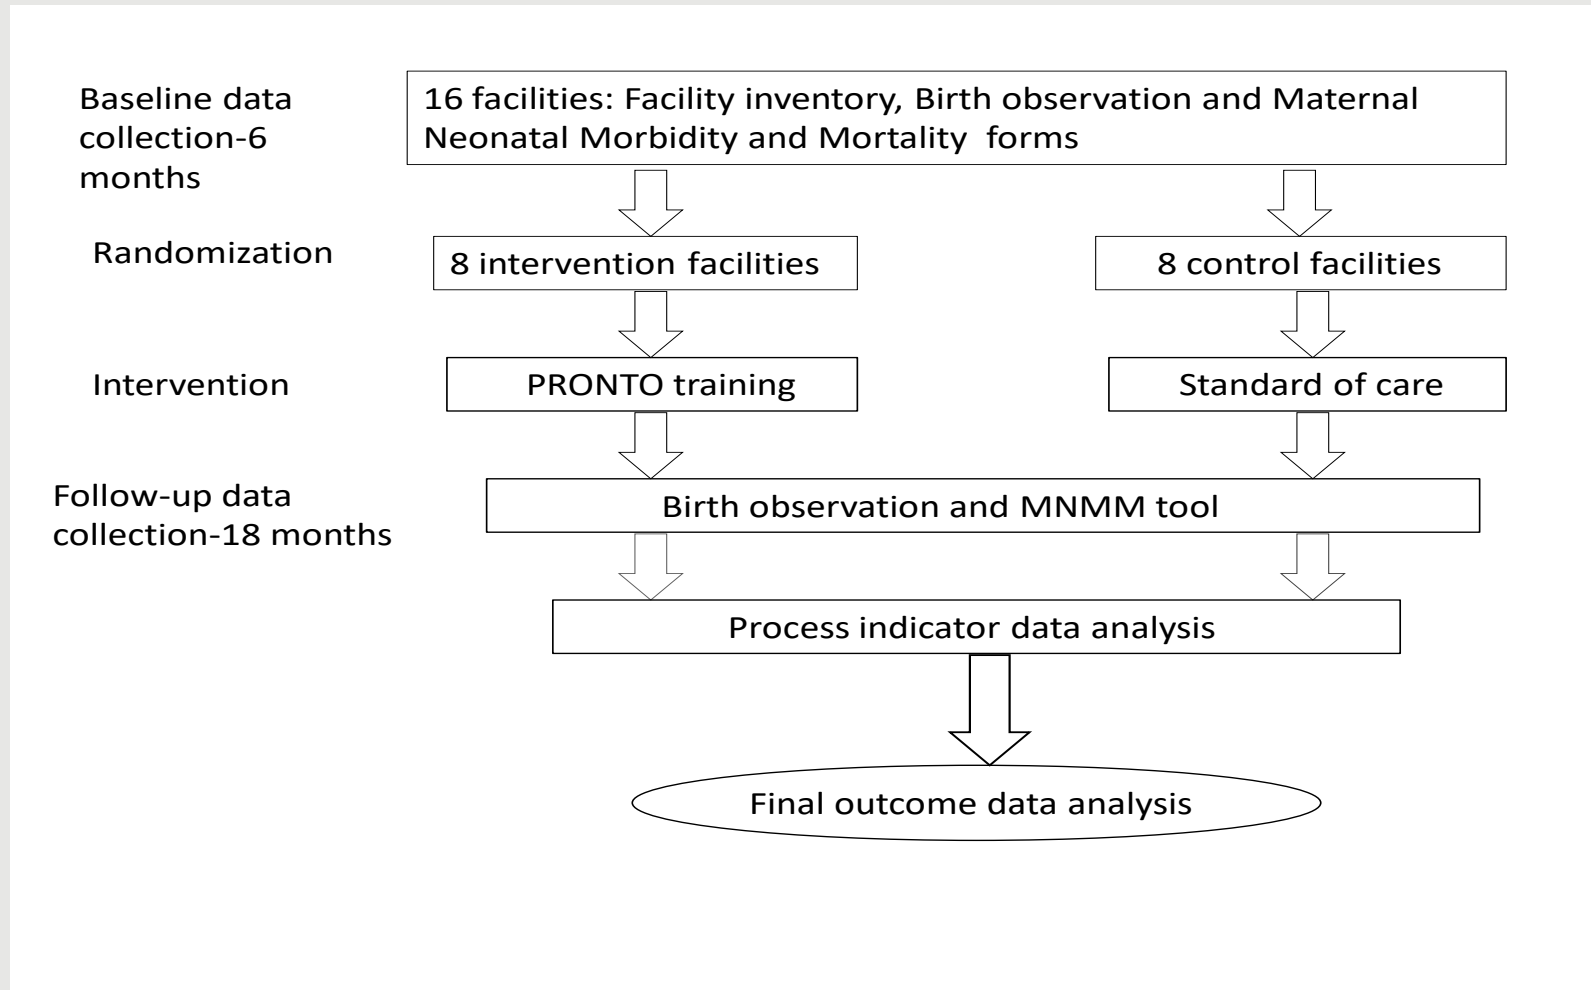 Baseline data
collection-6
months
16 facilities: Facility inventory, Birth observation and Maternal
Neonatal Morbidity and Mortality forms
Randomization
8 intervention facilities
8 control facilities
Intervention
PRONTO training
Standard of care
Follow-up data
collection-18 months
Birth observation and MNMM tool
Process indicator data analysis
Final outcome data analysis